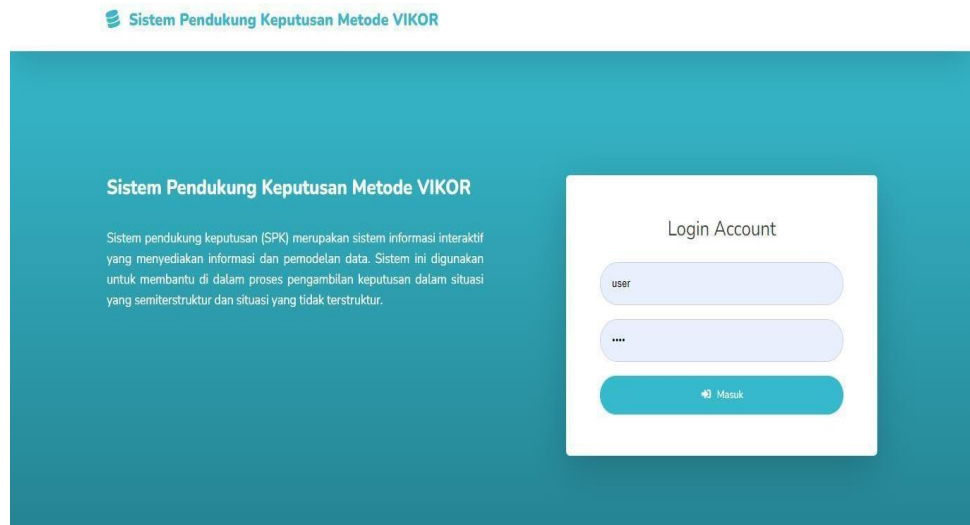 Sistem Pendukung Keputusan Metode VIKOR
Sistem Pendukung Keputusan Metode VIKOR
Sistem pendukung keputusan (SPK) merupakan sistem informasi interaktif
yang menyediakan informasi dan pemodelan data. Sistem ini digunakan
untuk membantu di dalam proses pengambilan keputusan dalam situasi
yang semiterstruktur dan situasi yang tidak terstruktur.
Login Account
user
••••
Masuk